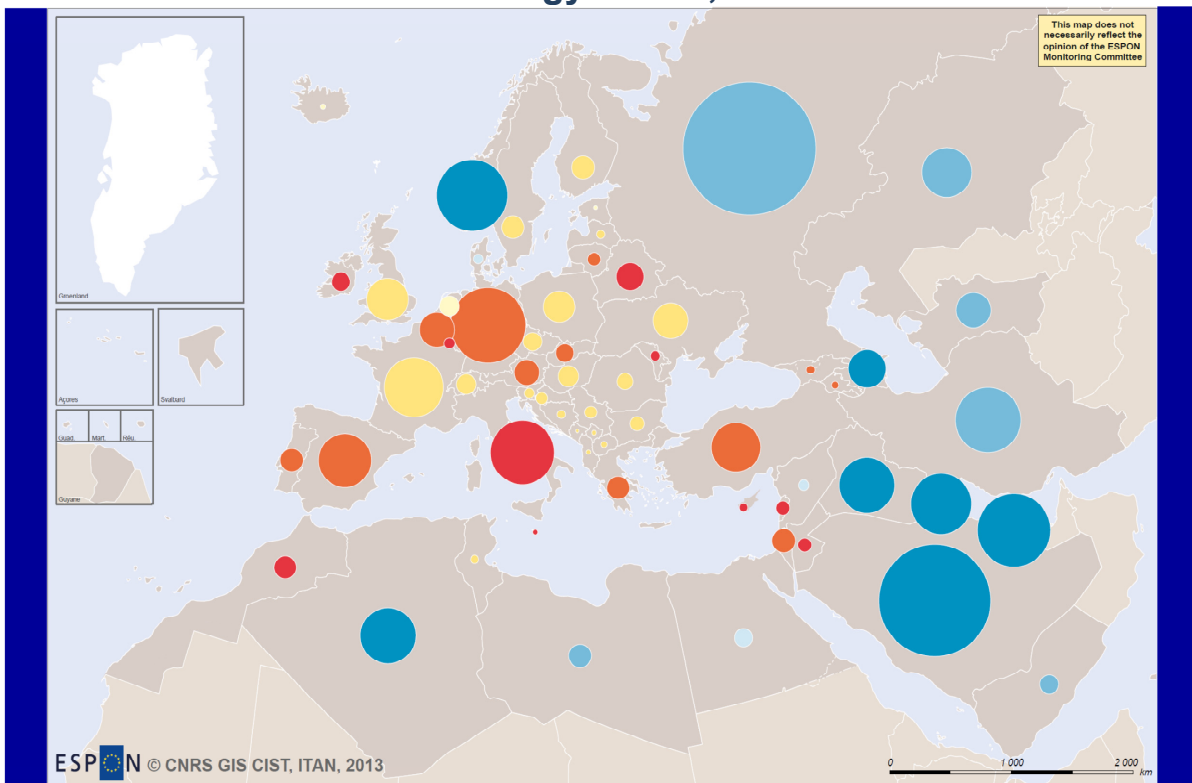 This map does not
necessarily reflect the
opinion of the ESPON
Monitoring Committee
Groenland
Açores
Svalbard
Guad.
Mart.
Réu.
Guyane
ESPON © CNRS GIS CIST, ITAN, 2013
0 1 000 2 000
km